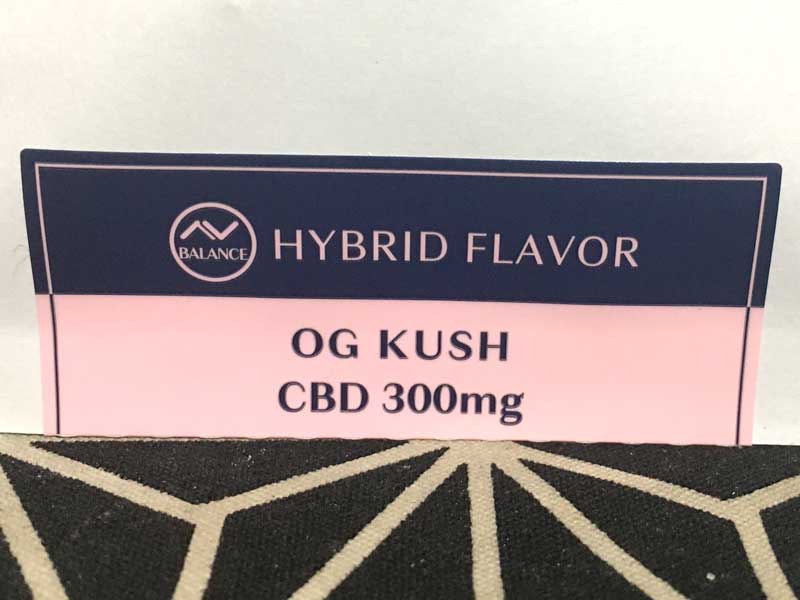 BALANCE HYBRID FLAVOR
OG KUSH
CBD 300mg